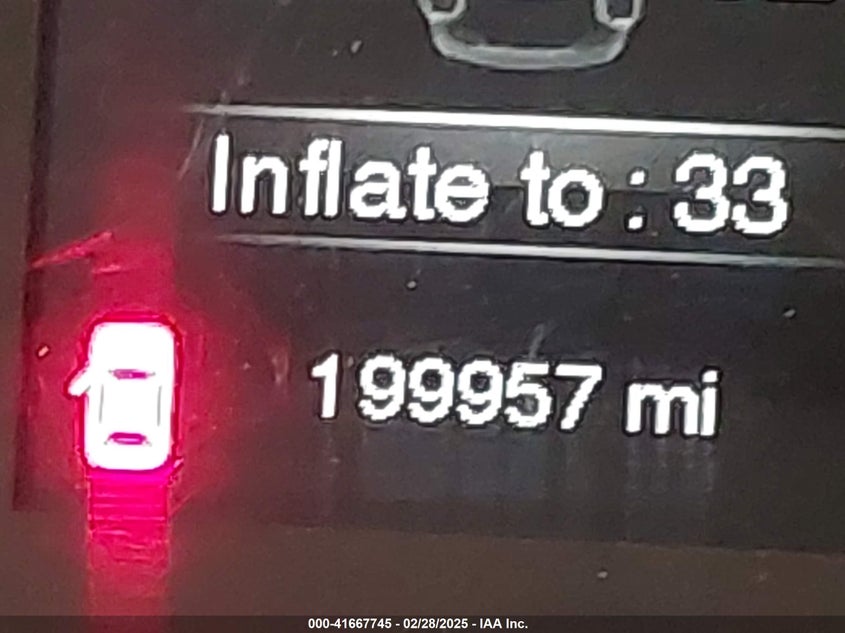 Inflate to : 33
199957 mi
000-41667745 - 02/28/2025 - IAA Inc.